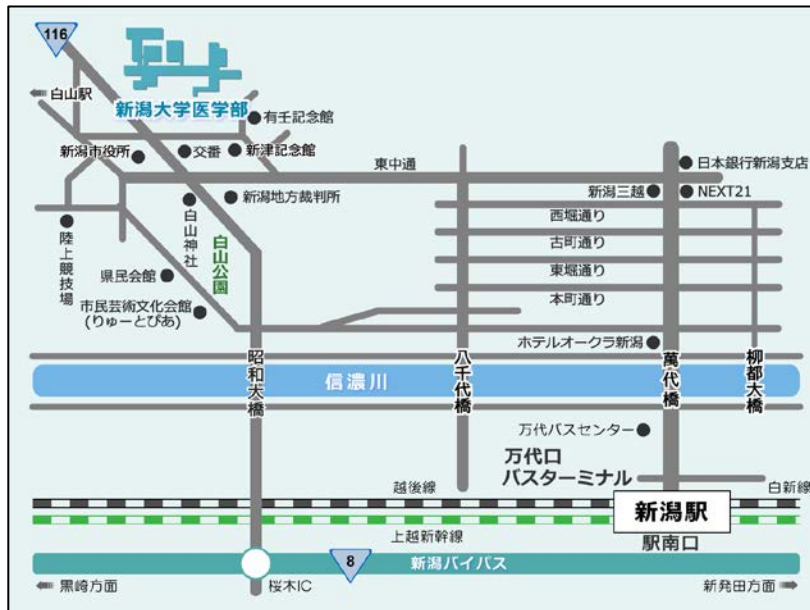 116
白山駅
新潟大学医学部
有壬記念館
新潟市役所
交番
新津記念館
東中通
日本銀行新潟支店
新潟三越
NEXT21
新潟地方裁判所
西堀通り
白山神社
古町通り
陸上競技場
白山公園
東堀通り
県民会館
本町通り
市民芸術文化会館
(りゅーとぴあ)
ホテルオークラ新潟
昭和大橋
信濃川
八千代橋
萬代橋
柳都大橋
万代バスセンター
万代口
バスターミナル
越後線
白新線
新潟駅
上越新幹線
駅南口
8
新潟バイパス
黒崎方面
桜木IC
新発田方面